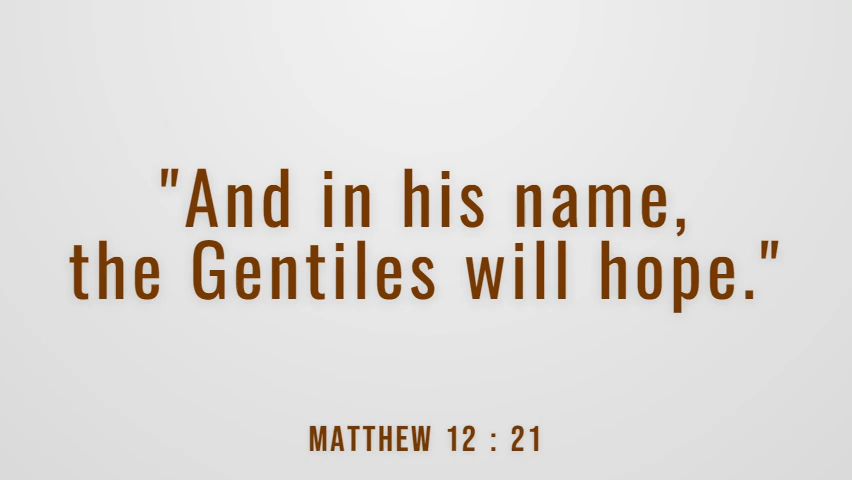 "And in his name,
the Gentiles will hope."
MATTHEW 12 : 21